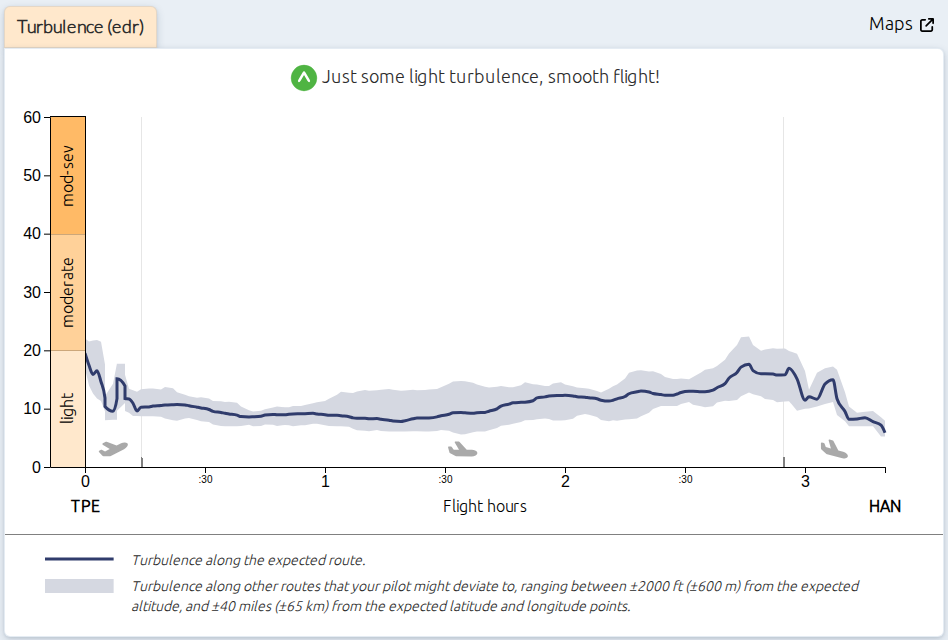 Turbulence (edr)
Maps
Just some light turbulence, smooth flight!
60
50
40
30
20
10
0
mod-sev
moderate
light
0 :30 1 :30 2 :30 3
TPE Flight hours HAN
Turbulence along the expected route.
Turbulence along other routes that your pilot might deviate to, ranging between ±2000 ft (±600 m) from the expected
altitude, and ±40 miles (±65 km) from the expected latitude and longitude points.